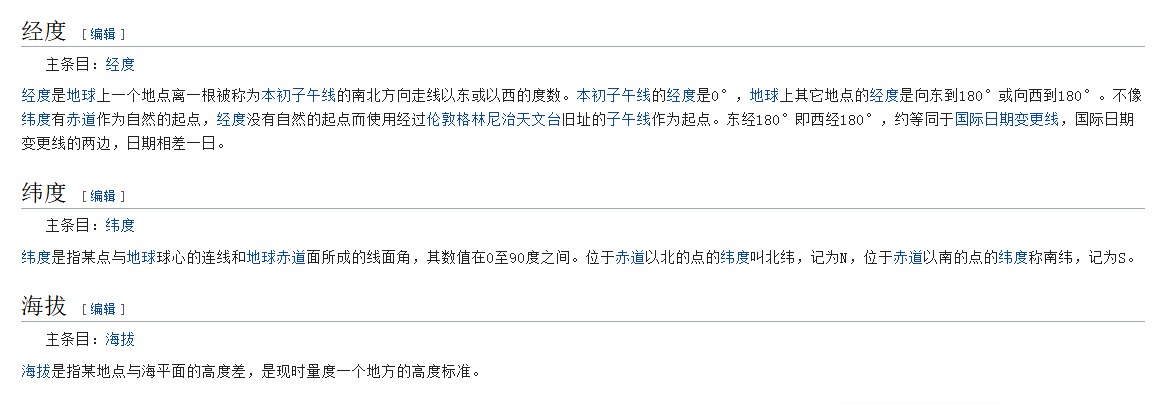 经度 [编辑]
主条目：经度
经度是地球上一个地点离一根被称为本初子午线的南北方向走线以东或以西的度数。本初子午线的经度是0°，地球上其它地点的经度是向东到180°或向西到180°。不像
纬度有赤道作为自然的起点，经度没有自然的起点而使用经过伦敦格林尼治天文台旧址的子午线作为起点。东经180°即西经180°，约等同于国际日期变更线，国际日期
变更线的两边，日期相差一日。
纬度 [编辑]
主条目：纬度
纬度是指某点与地球球心的连线和地球赤道面所成的线面角，其数值在0至90度之间。位于赤道以北的点的纬度叫北纬，记为N，位于赤道以南的点的纬度称南纬，记为S。
海拔 [编辑]
主条目：海拔
海拔是指某地点与海平面的高度差，是现时量度一个地方的高度标准。